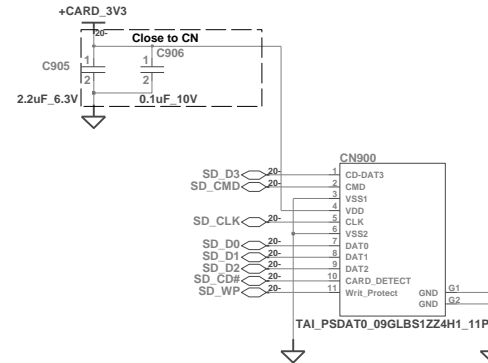 +CARD_3V3
20-
Close to CN
C905
1
2
C906
1
2
2.2uF_6.3V
0.1uF_10V
CN900
SD_D3 20- 1 CD-DAT3
SD_CMD 20- 2 CMD
3 VSS1
4 VDD
SD_CLK 20- 5 CLK
6 VSS2
SD_D0 20- 7 DAT0
SD_D1 20- 8 DAT1
SD_D2 20- 9 DAT2
SD_CD# 20- 10 CARD_DETECT
SD_WP 20- 11 Writ_Protect GND G1
GND G2
TAI_PSDAT0_09GLBS1ZZ4H1_11P